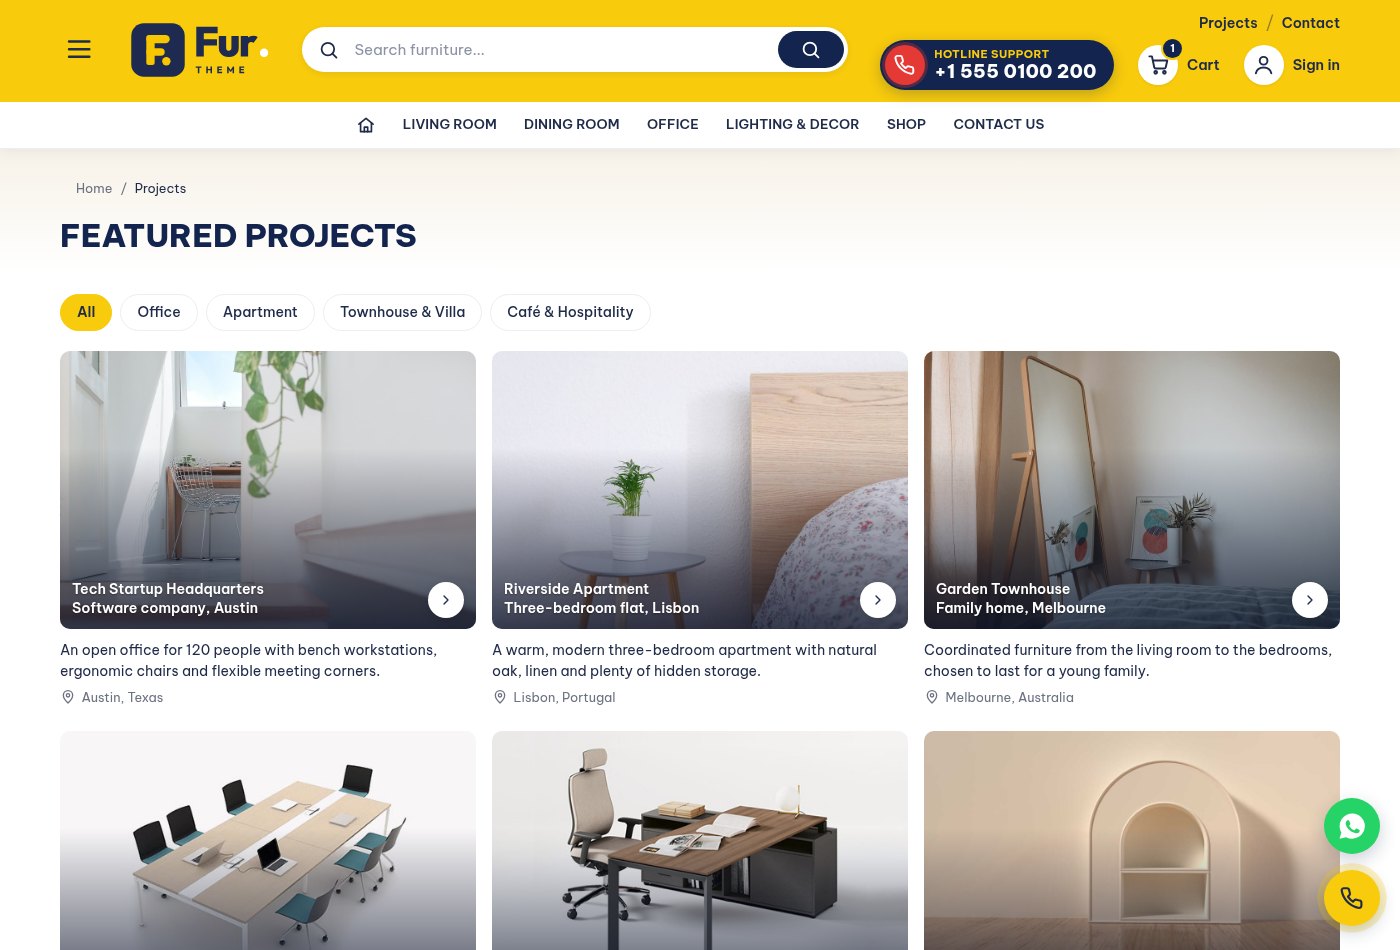 Projects / Contact
Fur.
THEME
Search furniture...
HOTLINE SUPPORT
+1 555 0100 200
1
Cart
Sign in
LIVING ROOM
DINING ROOM
OFFICE
LIGHTING & DECOR
SHOP
CONTACT US
Home / Projects
FEATURED PROJECTS
All
Office
Apartment
Townhouse & Villa
Café & Hospitality
Tech Startup Headquarters
Software company, Austin
An open office for 120 people with bench workstations,
ergonomic chairs and flexible meeting corners.
Austin, Texas
Riverside Apartment
Three-bedroom flat, Lisbon
A warm, modern three-bedroom apartment with natural
oak, linen and plenty of hidden storage.
Lisbon, Portugal
Garden Townhouse
Family home, Melbourne
Coordinated furniture from the living room to the bedrooms,
chosen to last for a young family.
Melbourne, Australia